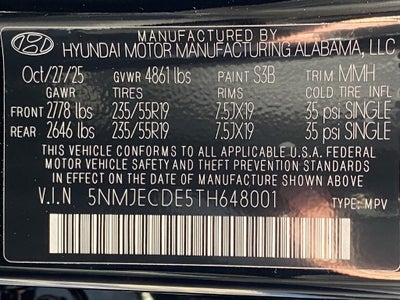 MANUFACTURED BY
HYUNDAI MOTOR MANUFACTURING ALABAMA, LLC
Oct/27/25 GVWR 4861 lbs PAINT S3B TRIM MMH
GAWR TIRES RIMS COLD TIRE INFL
FRONT 2778 lbs 235/55R19 7.5JX19 35 psi SINGLE
REAR 2646 lbs 235/55R19 7.5JX19 35 psi SINGLE
THIS VEHICLE CONFORMS TO ALL APPLICABLE U.S.A. FEDERAL
MOTOR VEHICLE SAFETY & THEFT PREVENTION STANDARDS
IN EFFECT ON THE DATE OF MANUFACTURE SHOWN ABOVE.
V.I.N 5NMJECDE5TH648001 TYPE: MPV